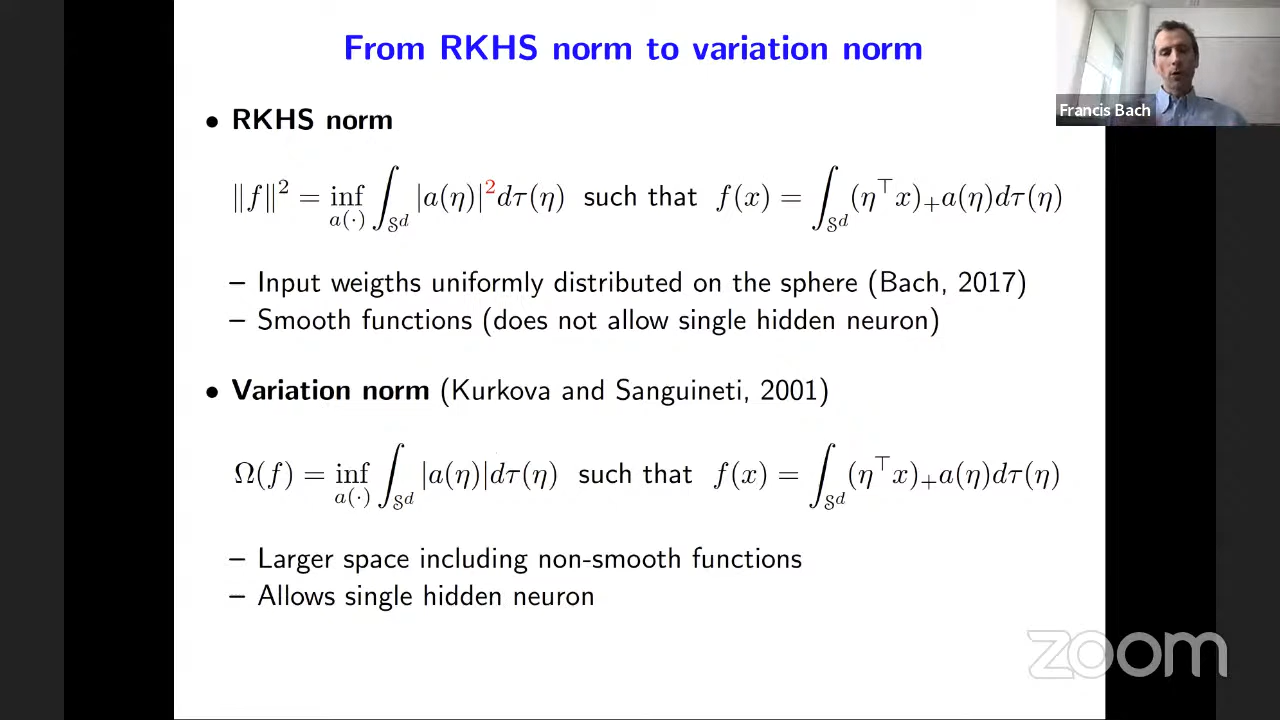 From RKHS norm to variation norm
Francis Bach
• RKHS norm
‖f‖² = inf_{a(·)} ∫_{𝕊^d} |a(η)|²dτ(η) such that f(x) = ∫_{𝕊^d} (η^⊤x)₊a(η)dτ(η)
– Input weigths uniformly distributed on the sphere (Bach, 2017)
– Smooth functions (does not allow single hidden neuron)
• Variation norm (Kurkova and Sanguineti, 2001)
Ω(f) = inf_{a(·)} ∫_{𝕊^d} |a(η)|dτ(η) such that f(x) = ∫_{𝕊^d} (η^⊤x)₊a(η)dτ(η)
– Larger space including non-smooth functions
– Allows single hidden neuron
zoom